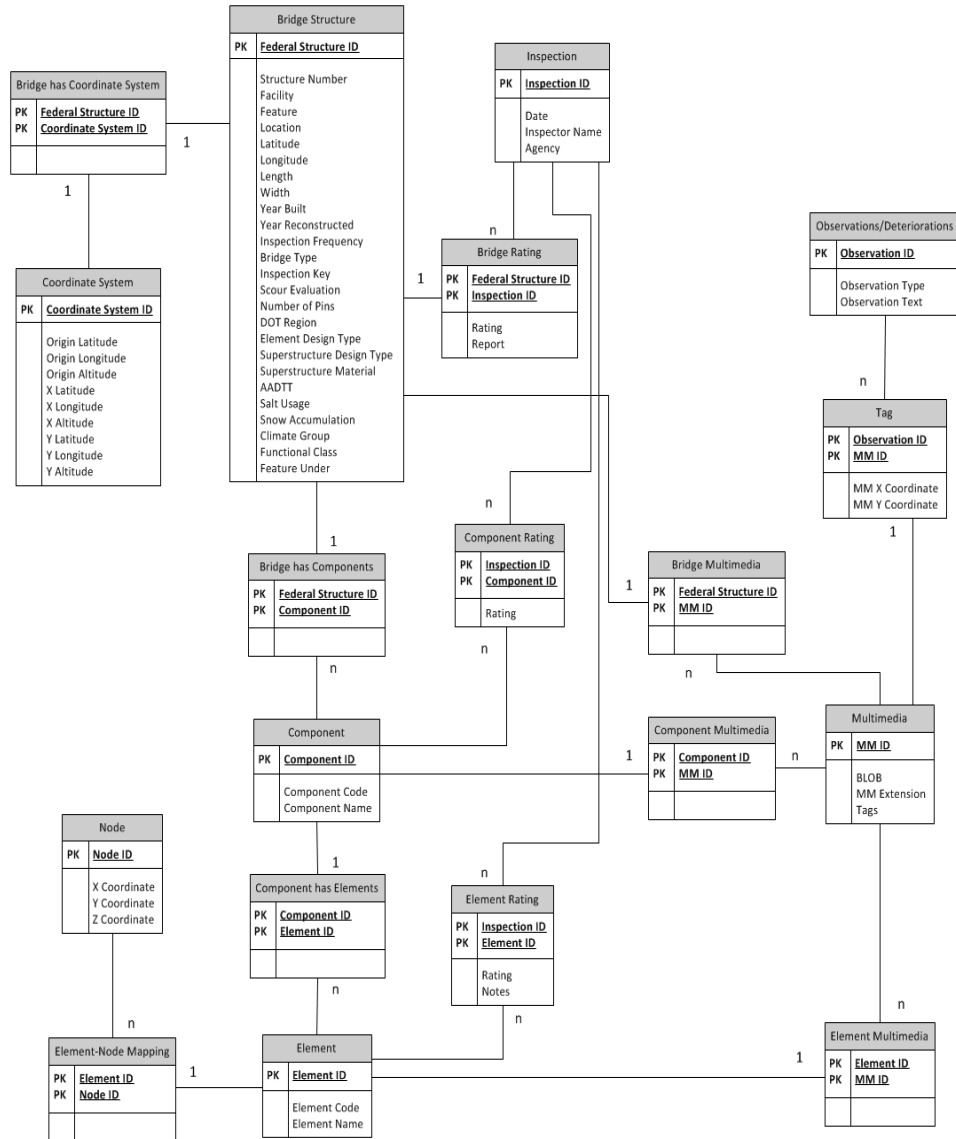 Bridge Structure
PK Federal Structure ID
Structure Number
Facility
Feature
Location
Latitude
Longitude
Length
Width
Year Built
Year Reconstructed
Inspection Frequency
Bridge Type
Inspection Key
Scour Evaluation
Number of Pins
DOT Region
Element Design Type
Superstructure Design Type
Superstructure Material
AADTT
Salt Usage
Snow Accumulation
Climate Group
Functional Class
Feature Under
Inspection
PK Inspection ID
Date
Inspector Name
Agency
Bridge has Coordinate System
PK Federal Structure ID
PK Coordinate System ID
1
1
Coordinate System
PK Coordinate System ID
Origin Latitude
Origin Longitude
Origin Altitude
X Latitude
X Longitude
X Altitude
Y Latitude
Y Longitude
Y Altitude
n
1
Bridge Rating
PK Federal Structure ID
PK Inspection ID
Rating
Report
Observations/Deteriorations
PK Observation ID
Observation Type
Observation Text
n
Tag
PK Observation ID
PK MM ID
MM X Coordinate
MM Y Coordinate
1
1
Bridge has Components
PK Federal Structure ID
PK Component ID
n
n
Component Rating
PK Inspection ID
PK Component ID
Rating
n
1
Bridge Multimedia
PK Federal Structure ID
PK MM ID
n
Component
PK Component ID
Component Code
Component Name
1
1
Component Multimedia
PK Component ID
PK MM ID
n
Multimedia
PK MM ID
BLOB
MM Extension
Tags
Node
PK Node ID
X Coordinate
Y Coordinate
Z Coordinate
n
Component has Elements
PK Component ID
PK Element ID
n
n
Element Rating
PK Inspection ID
PK Element ID
Rating
Notes
n
n
Element-Node Mapping
PK Element ID
PK Node ID
1
Element
PK Element ID
Element Code
Element Name
1
Element Multimedia
PK Element ID
PK MM ID